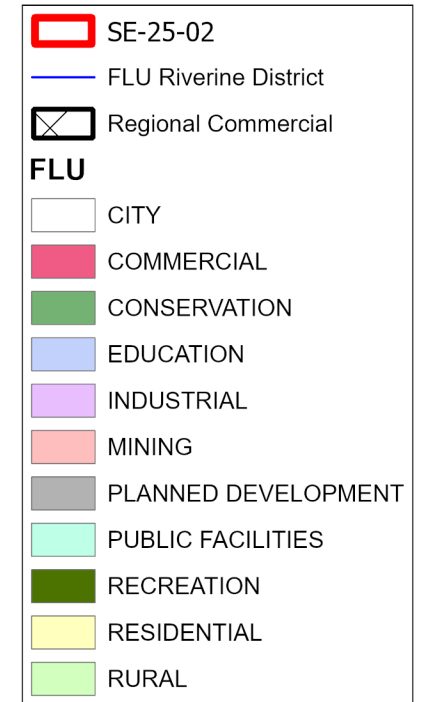 SE-25-02
FLU Riverine District
Regional Commercial
FLU
CITY
COMMERCIAL
CONSERVATION
EDUCATION
INDUSTRIAL
MINING
PLANNED DEVELOPMENT
PUBLIC FACILITIES
RECREATION
RESIDENTIAL
RURAL